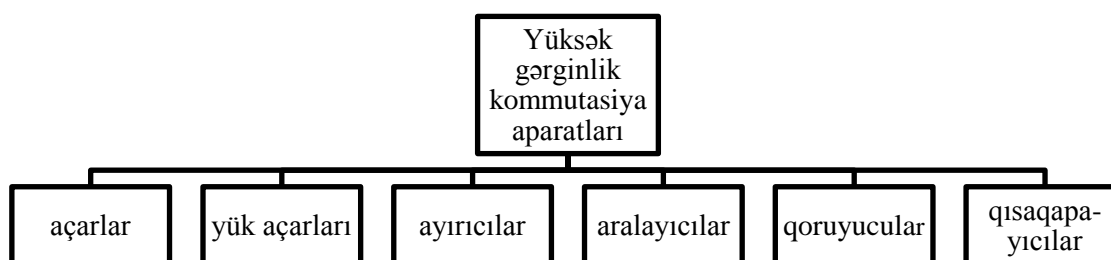 Yüksək
gərginlik
kommutasiya
aparatları
açarlar
yük açarları
ayırıcılar
aralayıcılar
qoruyucular
qısaqapa-
yıcılar